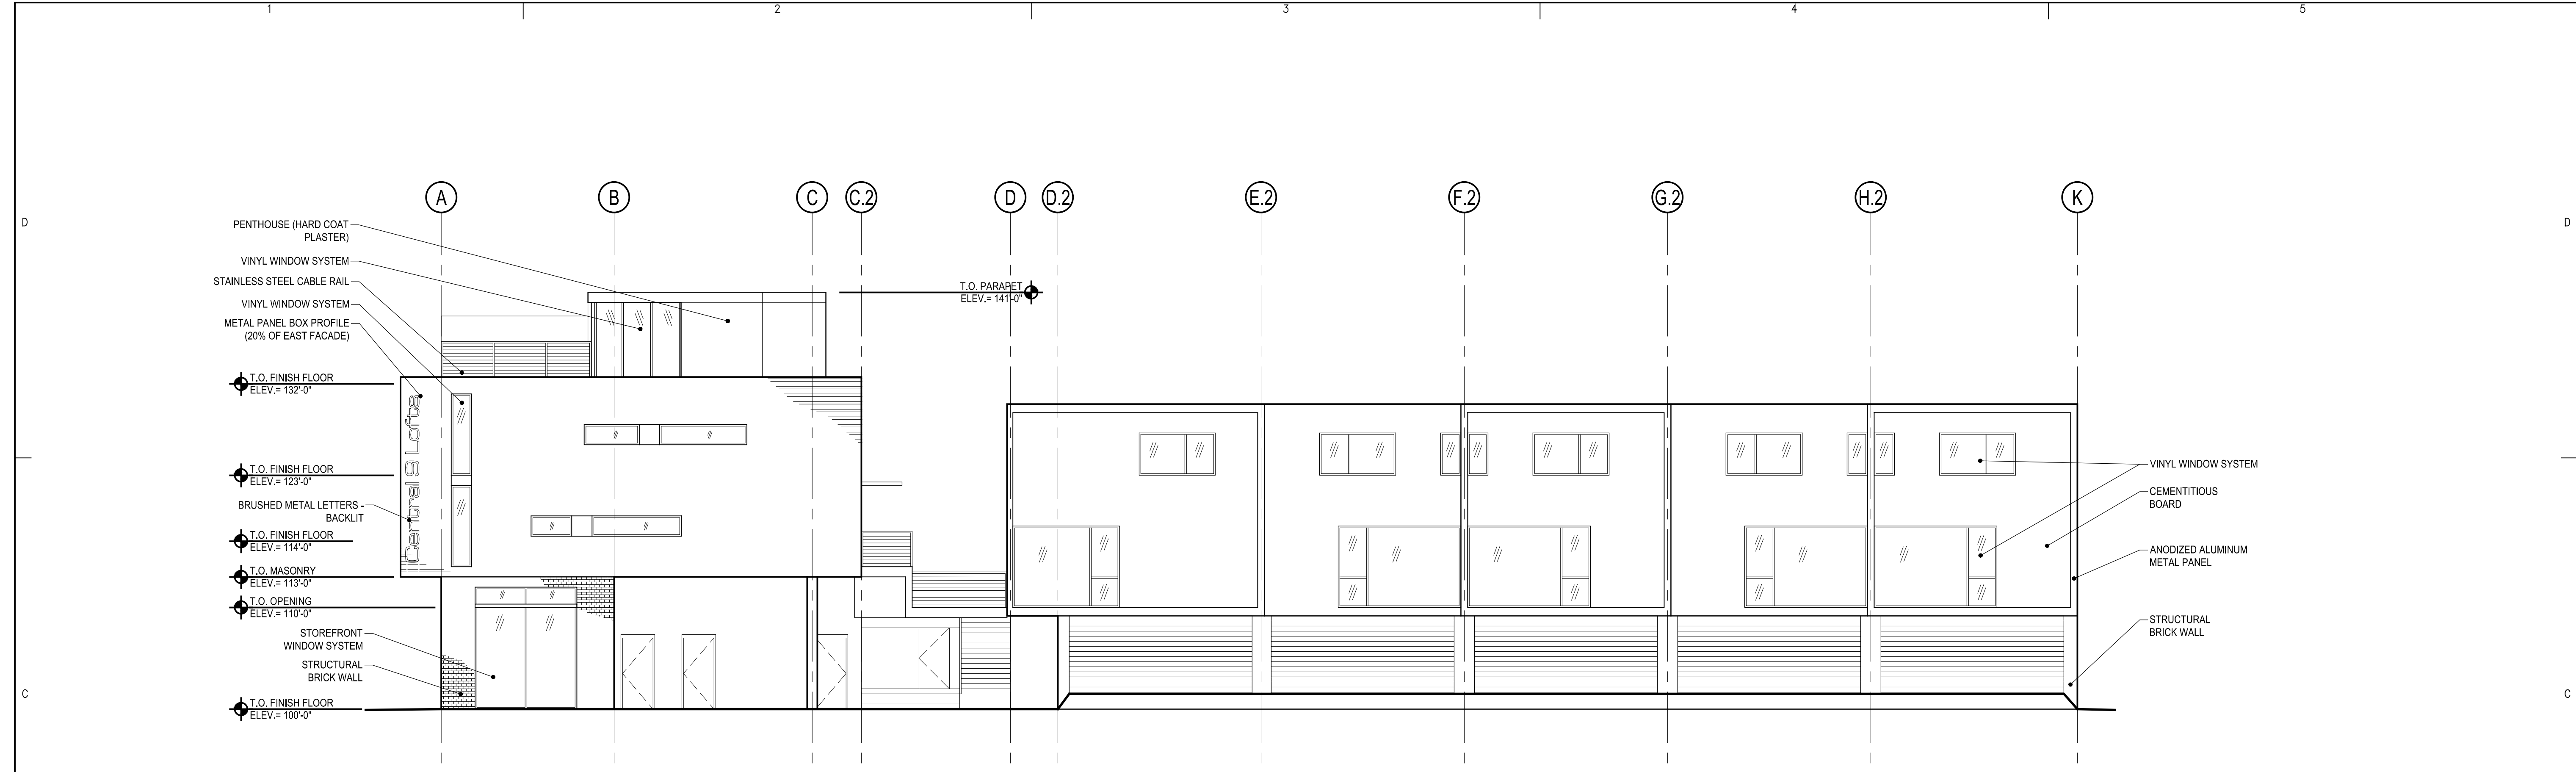 1
2
3
4
5
A
B
C
C.2
D
D.2
E.2
F.2
G.2
H.2
K
D
D
PENTHOUSE (HARD COAT
PLASTER)
VINYL WINDOW SYSTEM
STAINLESS STEEL CABLE RAIL
VINYL WINDOW SYSTEM
METAL PANEL BOX PROFILE
(20% OF EAST FACADE)
T.O. PARAPET
ELEV.= 141'-0"
T.O. FINISH FLOOR
ELEV.= 132'-0"
Central 9 Lofts
T.O. FINISH FLOOR
ELEV.= 123'-0"
BRUSHED METAL LETTERS -
BACKLIT
T.O. FINISH FLOOR
ELEV.= 114'-0"
T.O. MASONRY
ELEV.= 113'-0"
T.O. OPENING
ELEV.= 110'-0"
STOREFRONT
WINDOW SYSTEM
STRUCTURAL
BRICK WALL
T.O. FINISH FLOOR
ELEV.= 100'-0"
VINYL WINDOW SYSTEM
CEMENTITIOUS
BOARD
ANODIZED ALUMINUM
METAL PANEL
STRUCTURAL
BRICK WALL
C
C